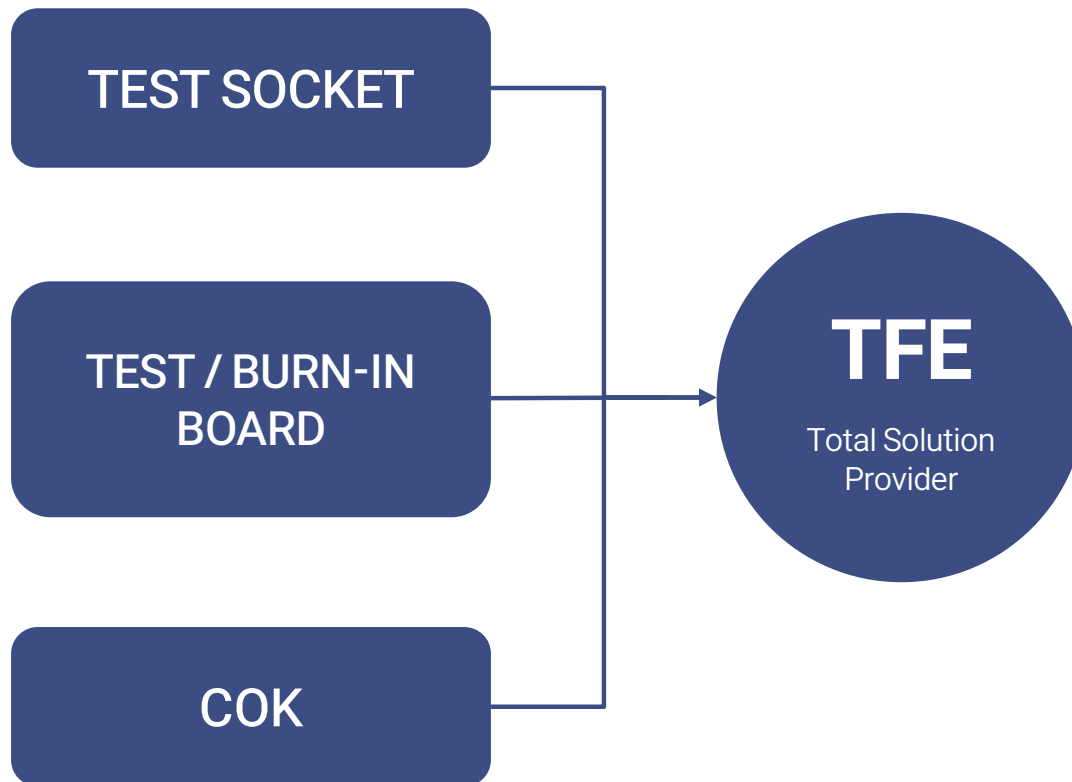 TEST SOCKET
TEST / BURN-IN
BOARD
COK
TFE
Total Solution
Provider